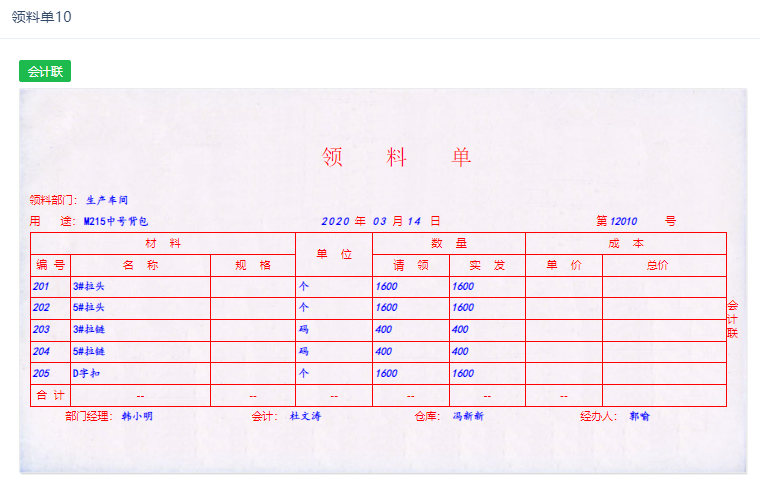 领料单10
会计联
领 料 单
领料部门: 生产车间
用 途: M215中号背包 2020 年 03 月 14 日 第 12010 号
材 料 单 位 数 量 成 本
编 号 名 称 规 格 请 领 实 发 单 价 总价
201 3#拉头 个 1600 1600
202 5#拉头 个 1600 1600
203 3#拉链 码 400 400
204 5#拉链 码 400 400
205 D字扣 个 1600 1600
合 计 -- -- -- -- -- --
会计联
部门经理: 韩小明 会计: 杜文涛 仓库: 冯新新 经办人: 郭喻